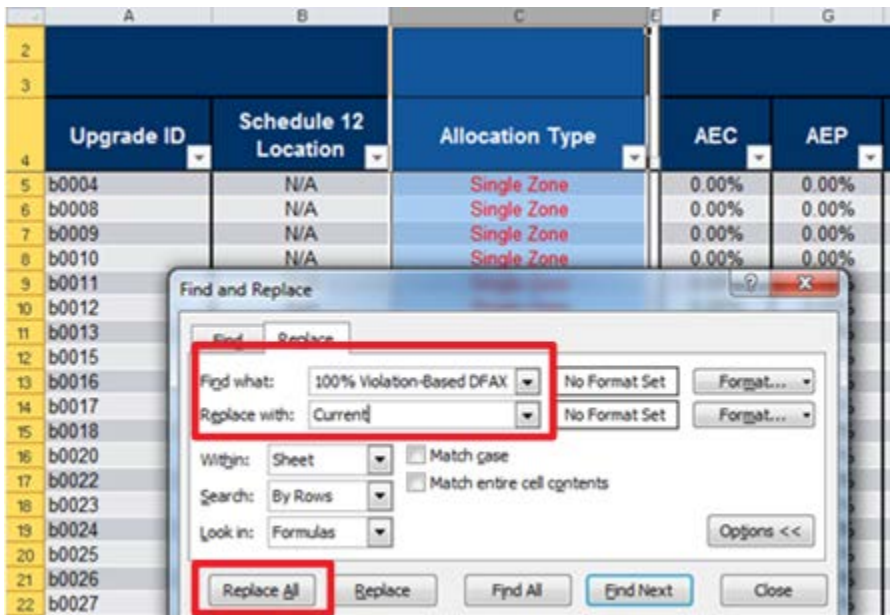 A B C E F G
2
3
4 Upgrade ID Schedule 12 Location Allocation Type AEC AEP
5 b0004 N/A Single Zone 0.00% 0.00%
6 b0008 N/A Single Zone 0.00% 0.00%
7 b0009 N/A Single Zone 0.00% 0.00%
8 b0010 N/A Single Zone 0.00% 0.00%
9 b0011
10 b0012
11 b0013
12 b0015
13 b0016
14 b0017
15 b0018
16 b0020
17 b0022
18 b0023
19 b0024
20 b0025
21 b0026
22 b0027
Find and Replace
Find Replace
Find what: 100% Violation-Based DFAX No Format Set Format...
Replace with: Current No Format Set Format...
Within: Sheet Match case
Match entire cell contents
Search: By Rows
Look in: Formulas Options <<
Replace All Replace Find All Find Next Close